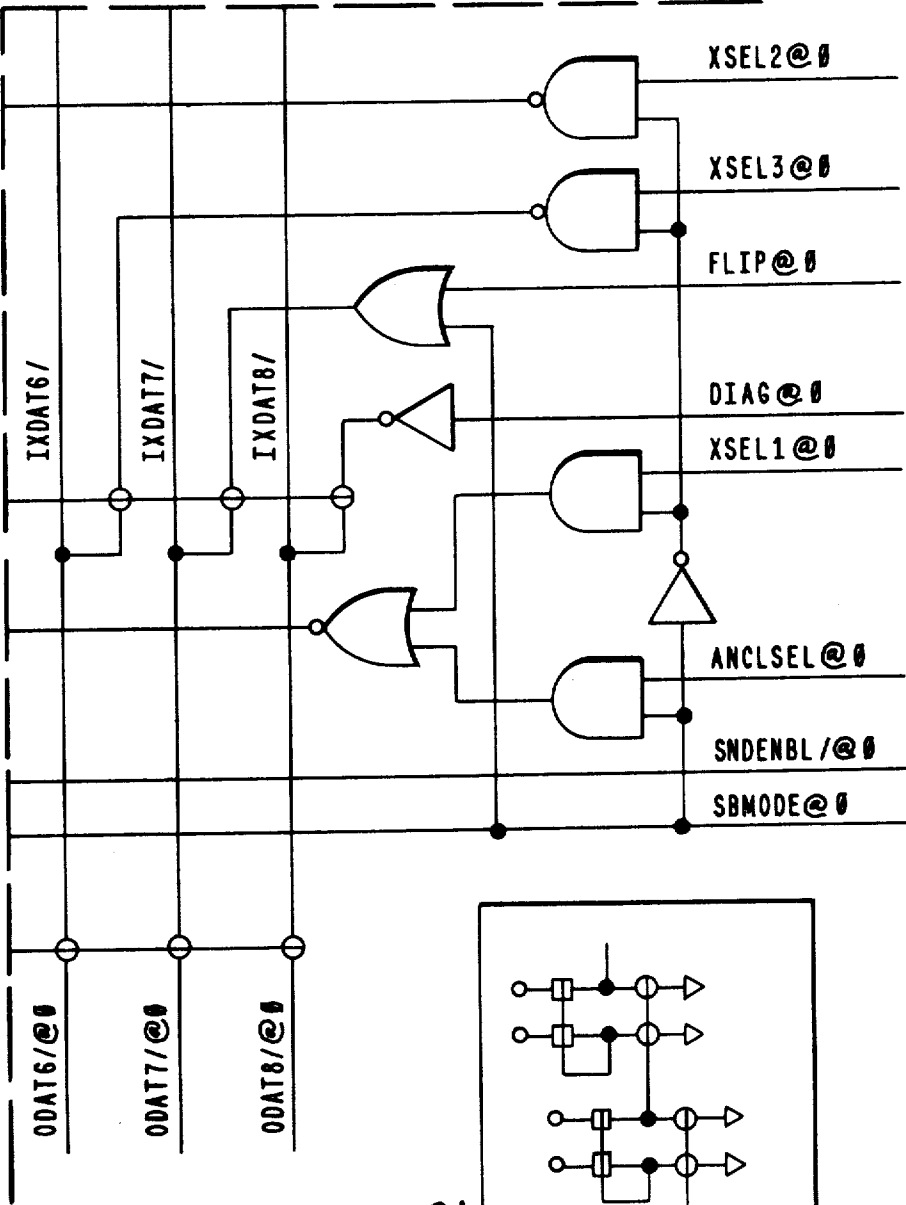 XSEL2@0
XSEL3@0
FLIP@0
IXDAT6/
IXDAT7/
IXDAT8/
DIAG@0
XSEL1@0
ANCLSEL@0
SNDENBL/@0
SBMODE@0
ODAT6/@0
ODAT7/@0
ODAT8/@0